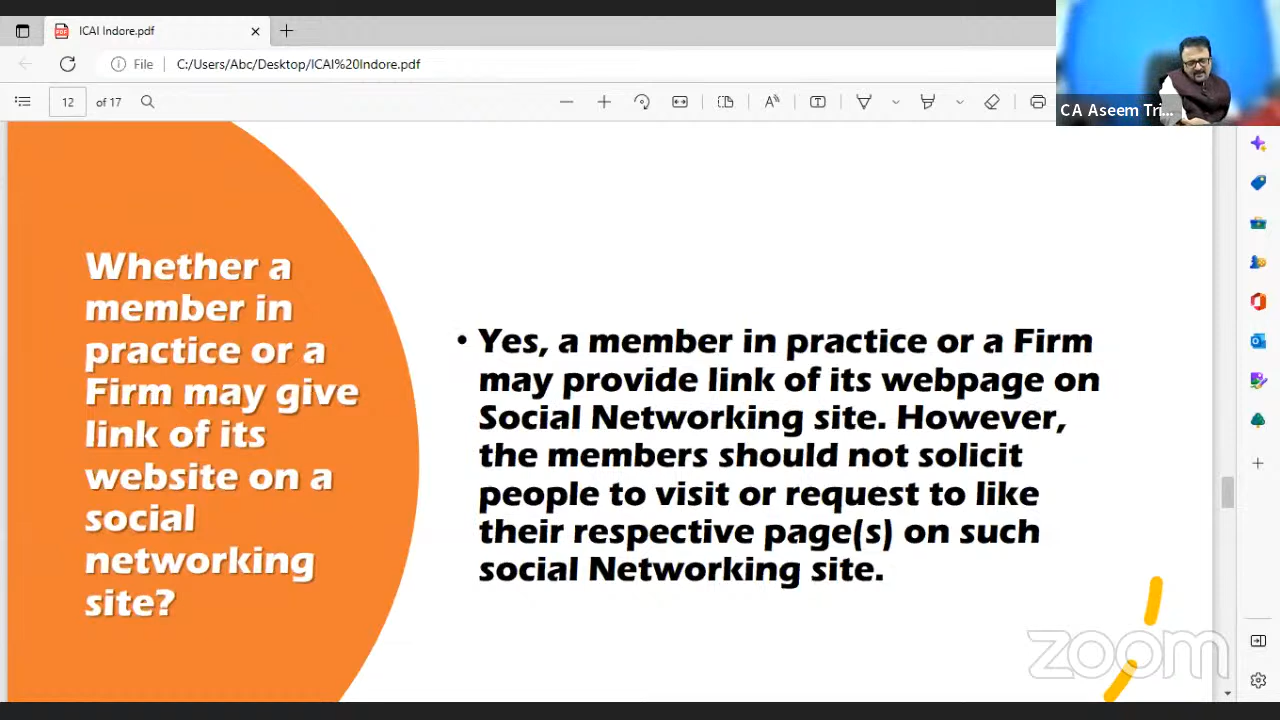 ICAI Indore.pdf
File
C:/Users/Abc/Desktop/ICAI%20Indore.pdf
12 of 17
CA Aseem Tri...
Whether a
member in
practice or a
Firm may give
link of its
website on a
social
networking
site?
• Yes, a member in practice or a Firm
may provide link of its webpage on
Social Networking site. However,
the members should not solicit
people to visit or request to like
their respective page(s) on such
social Networking site.
zoom